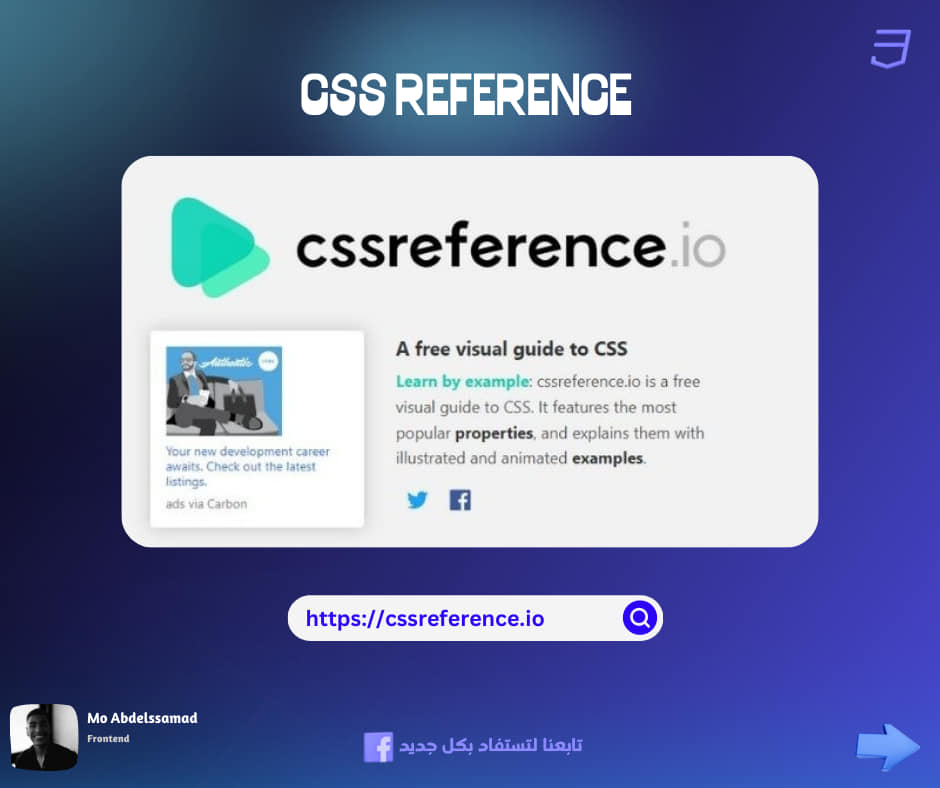 CSS REFERENCE
cssreference.io
A free visual guide to CSS
Learn by example: cssreference.io is a free
visual guide to CSS. It features the most
popular properties, and explains them with
illustrated and animated examples.
Authentic
Your new development career
awaits. Check out the latest
listings.
ads via Carbon
https://cssreference.io
Mo Abdelssamad
Frontend
تابعنا لتستفاد بكل جديد